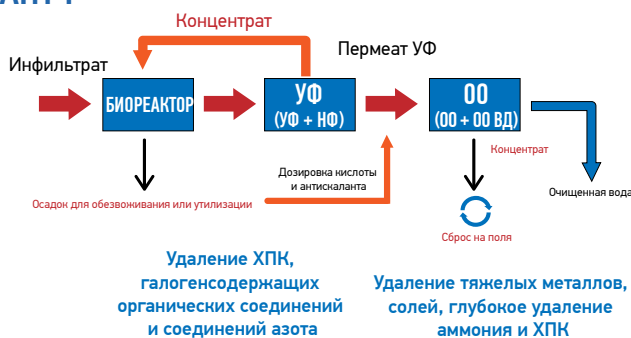 Концентрат
Пермеат УФ
Инфильтрат
БИОРЕАКТОР
УФ
(УФ + НФ)
ОО
(ОО + ОО ВД)
Концентрат
Дозировка кислоты
и антискаланта
Очищенная вода
Осадок для обезвоживания или утилизации
Сброс на поля
Удаление ХПК,
галогенсодержащих
органических соединений
и соединений азота
Удаление тяжелых металлов,
солей, глубокое удаление
аммония и ХПК